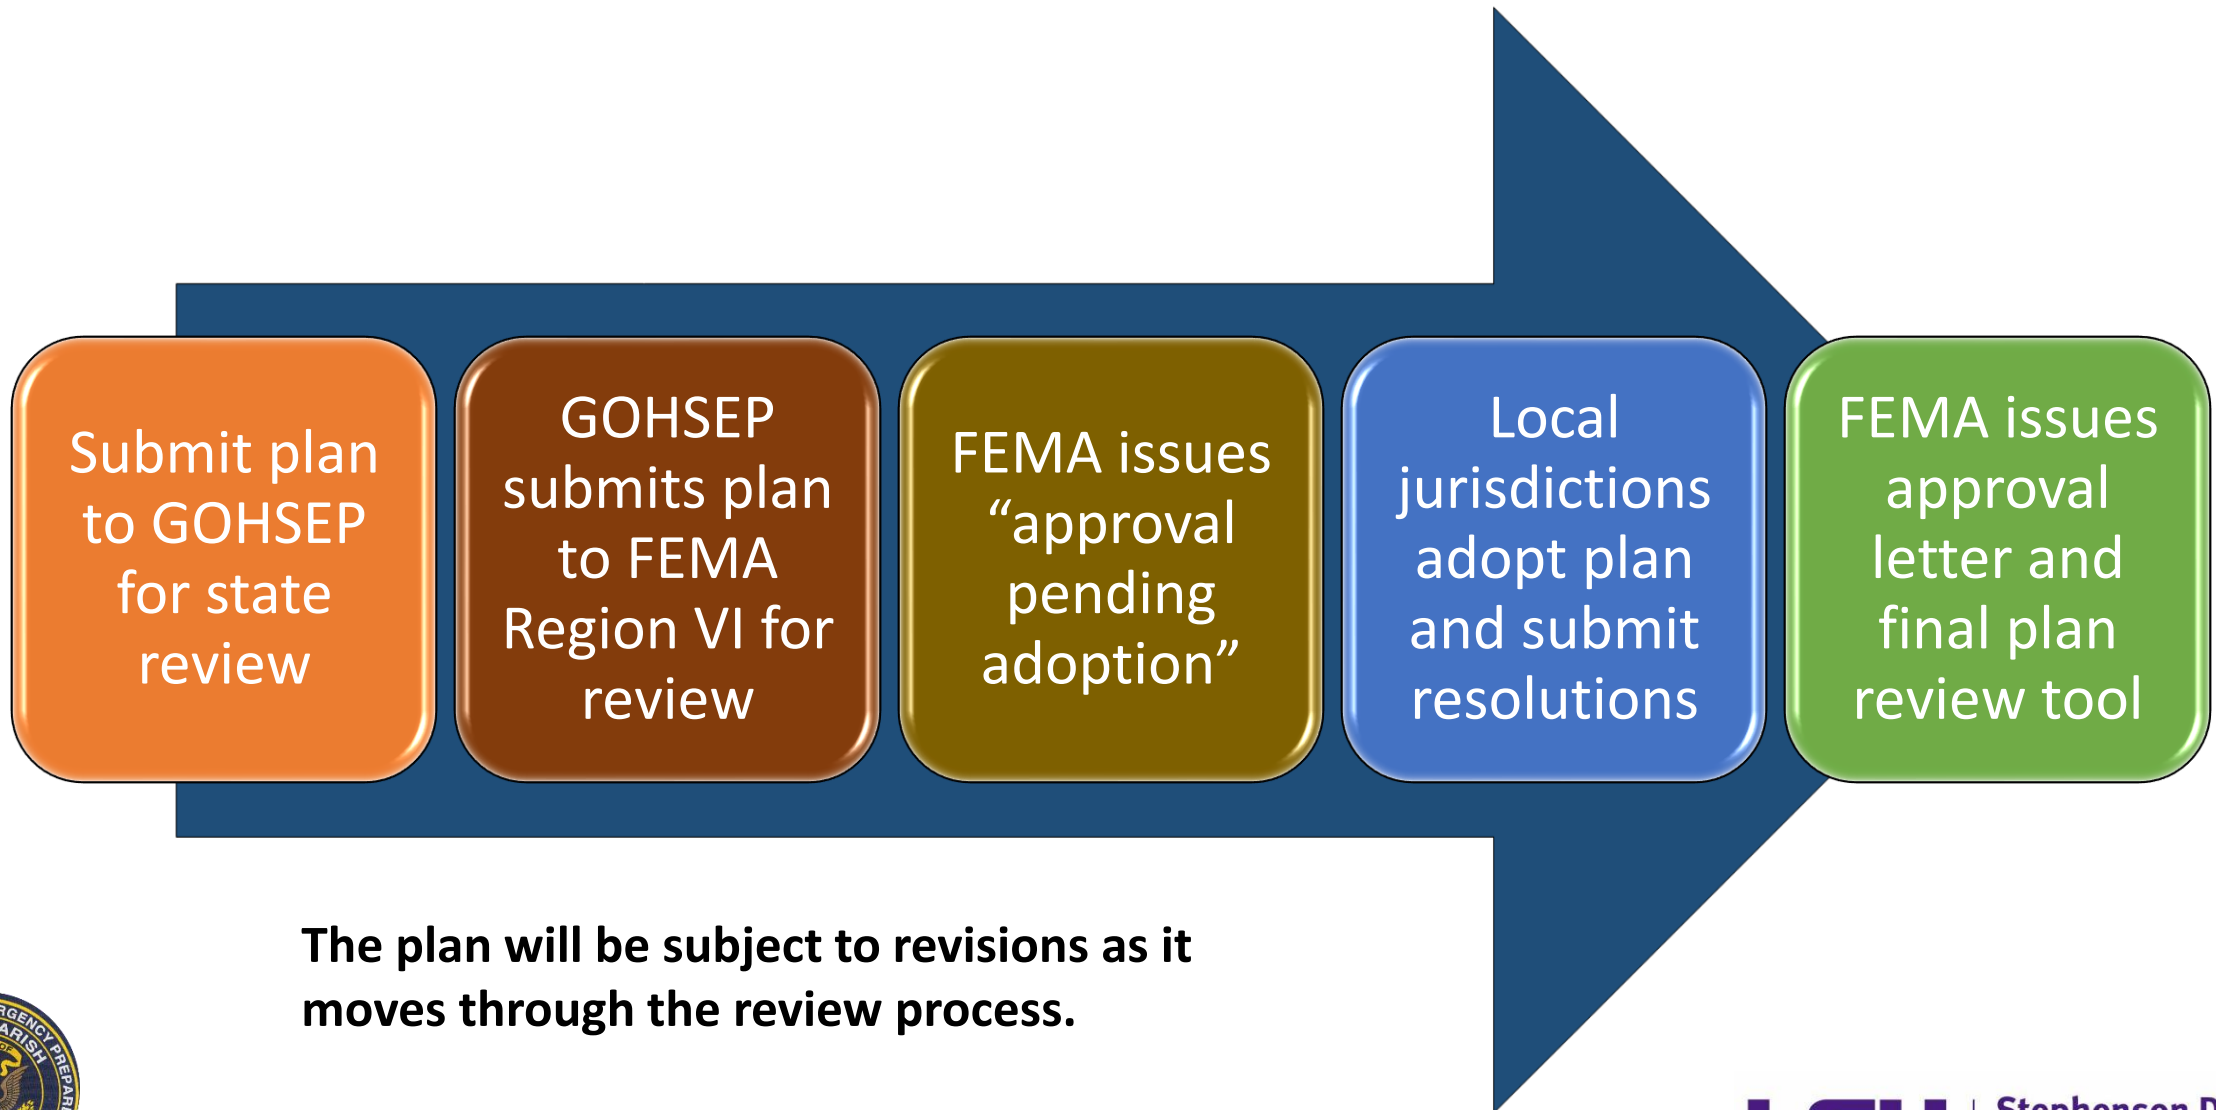 Submit plan
to GOHSEP
for state
review
GOHSEP
submits plan
to FEMA
Region VI for
review
FEMA issues
“approval
pending
adoption”
Local
jurisdictions
adopt plan
and submit
resolutions
FEMA issues
approval
letter and
final plan
review tool
The plan will be subject to revisions as it
moves through the review process.
PARISH
OF